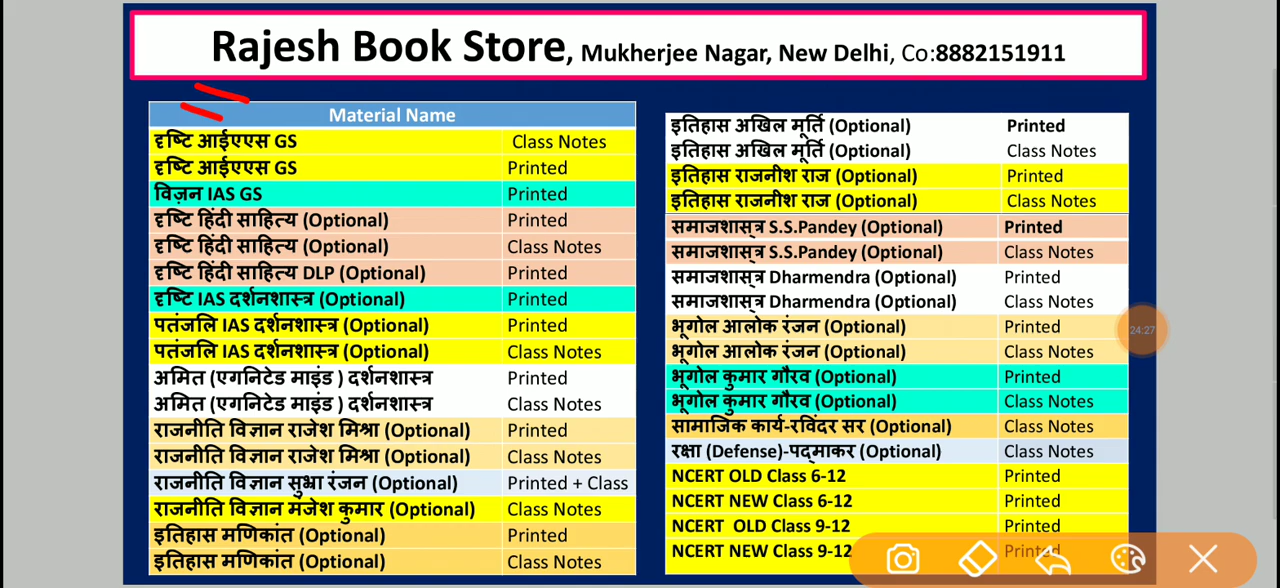 Rajesh Book Store, Mukherjee Nagar, New Delhi, Co:8882151911
Material Name
दृष्टि आईएएस GS Class Notes
दृष्टि आईएएस GS Printed
विज़न IAS GS Printed
दृष्टि हिंदी साहित्य (Optional) Printed
दृष्टि हिंदी साहित्य (Optional) Class Notes
दृष्टि हिंदी साहित्य DLP (Optional) Printed
दृष्टि IAS दर्शनशास्त्र (Optional) Printed
पतंजलि IAS दर्शनशास्त्र (Optional) Printed
पतंजलि IAS दर्शनशास्त्र (Optional) Class Notes
अमित (एगनिटेड माइंड ) दर्शनशास्त्र Printed
अमित (एगनिटेड माइंड ) दर्शनशास्त्र Class Notes
राजनीति विज्ञान राजेश मिश्रा (Optional) Printed
राजनीति विज्ञान राजेश मिश्रा (Optional) Class Notes
राजनीति विज्ञान सुभ्रा रंजन (Optional) Printed + Class
राजनीति विज्ञान मंजेश कुमार (Optional) Class Notes
इतिहास मणिकांत (Optional) Printed
इतिहास मणिकांत (Optional) Class Notes
इतिहास अखिल मूर्ति (Optional) Printed
इतिहास अखिल मूर्ति (Optional) Class Notes
इतिहास राजनीश राज (Optional) Printed
इतिहास राजनीश राज (Optional) Class Notes
समाजशास्त्र S.S.Pandey (Optional) Printed
समाजशास्त्र S.S.Pandey (Optional) Class Notes
समाजशास्त्र Dharmendra (Optional) Printed
समाजशास्त्र Dharmendra (Optional) Class Notes
भूगोल आलोक रंजन (Optional) Printed
भूगोल आलोक रंजन (Optional) Class Notes
भूगोल कुमार गौरव (Optional) Printed
भूगोल कुमार गौरव (Optional) Class Notes
सामाजिक कार्य-रविंदर सर (Optional) Class Notes
रक्षा (Defense)-पद्माकर (Optional) Class Notes
NCERT OLD Class 6-12 Printed
NCERT NEW Class 6-12 Printed
NCERT OLD Class 9-12 Printed
NCERT NEW Class 9-12 Printed
24:27